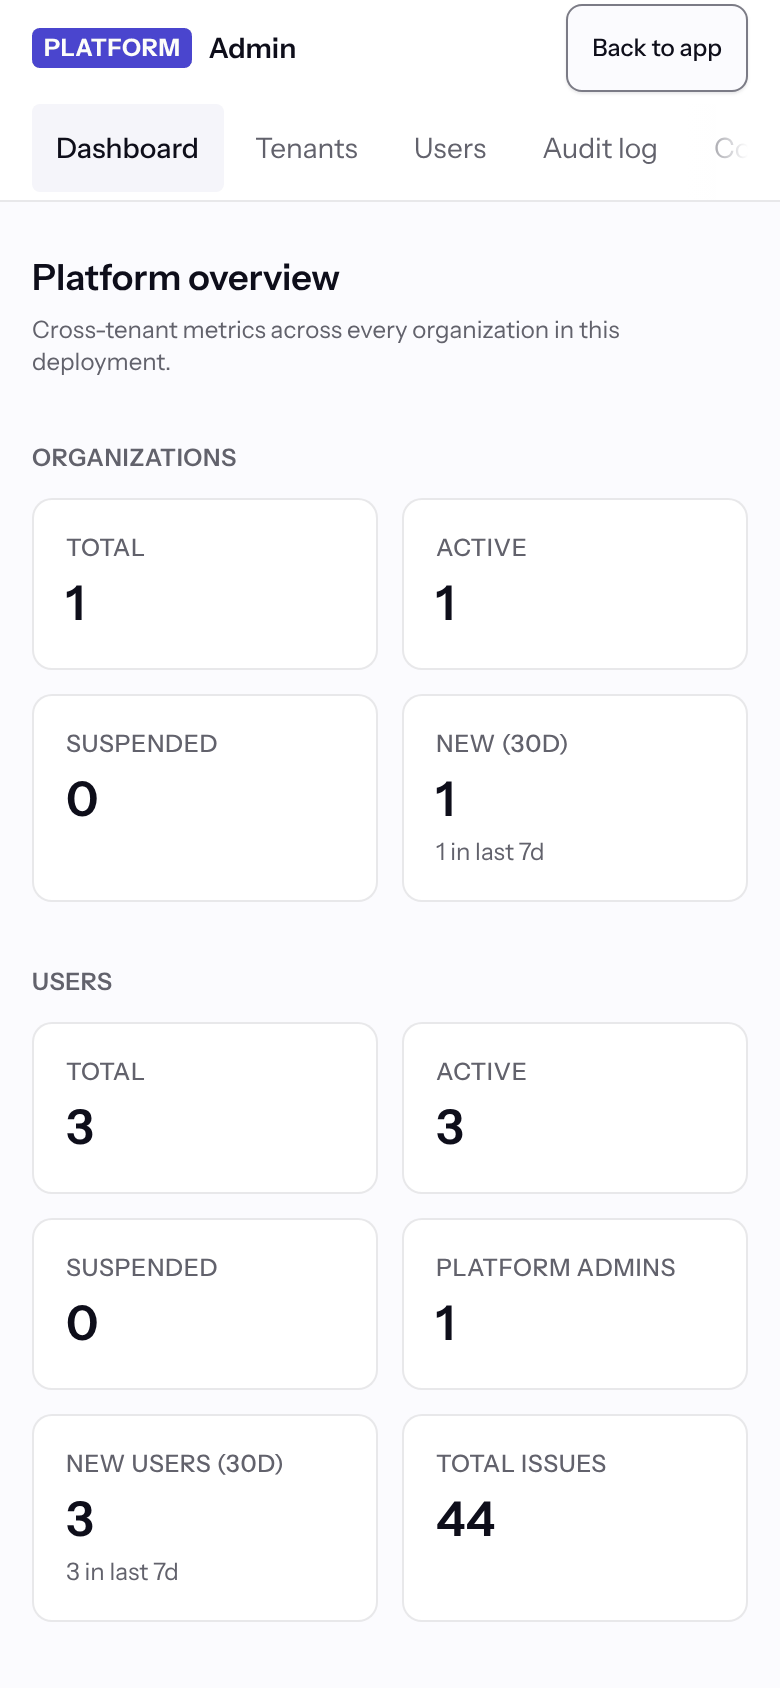 PLATFORM Admin
Back to app
Dashboard Tenants Users Audit log
Platform overview
Cross-tenant metrics across every organization in this
deployment.
ORGANIZATIONS
TOTAL
1
ACTIVE
1
SUSPENDED
0
NEW (30D)
1
1 in last 7d
USERS
TOTAL
3
ACTIVE
3
SUSPENDED
0
PLATFORM ADMINS
1
NEW USERS (30D)
3
3 in last 7d
TOTAL ISSUES
44